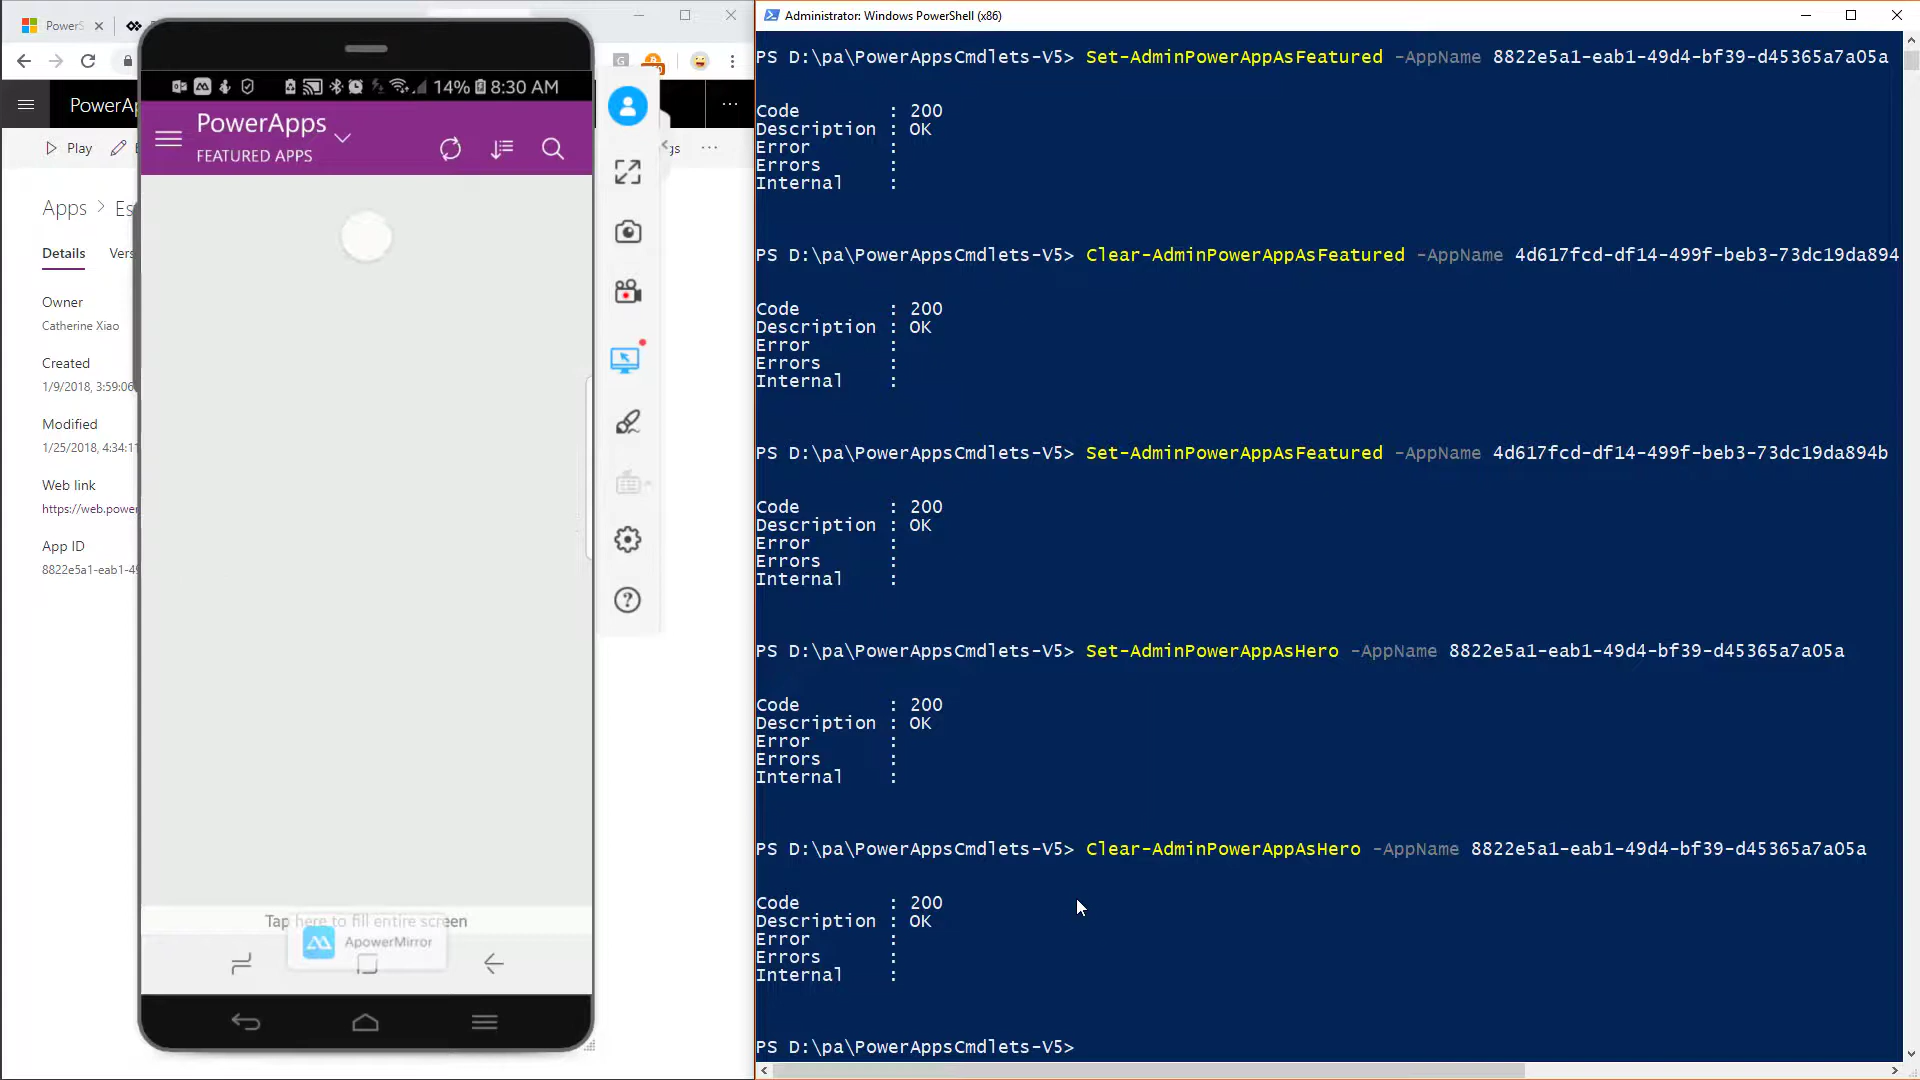 PowerS
PowerAp
Play
gs
Apps > Es
Details Vers
Owner
Catherine Xiao
Created
1/9/2018, 3:59:06
Modified
1/25/2018, 4:34:11
Web link
https://web.power
App ID
8822e5a1-eab1-49
14% 8:30 AM
PowerApps
FEATURED APPS
Tap here to fill entire screen
ApowerMirror
Administrator: Windows PowerShell (x86)
PS D:\pa\PowerAppsCmdlets-V5> Set-AdminPowerAppAsFeatured -AppName 8822e5a1-eab1-49d4-bf39-d45365a7a05a
Code : 200
Description : OK
Error :
Errors :
Internal :
PS D:\pa\PowerAppsCmdlets-V5> Clear-AdminPowerAppAsFeatured -AppName 4d617fcd-df14-499f-beb3-73dc19da894
Code : 200
Description : OK
Error :
Errors :
Internal :
PS D:\pa\PowerAppsCmdlets-V5> Set-AdminPowerAppAsFeatured -AppName 4d617fcd-df14-499f-beb3-73dc19da894b
Code : 200
Description : OK
Error :
Errors :
Internal :
PS D:\pa\PowerAppsCmdlets-V5> Set-AdminPowerAppAsHero -AppName 8822e5a1-eab1-49d4-bf39-d45365a7a05a
Code : 200
Description : OK
Error :
Errors :
Internal :
PS D:\pa\PowerAppsCmdlets-V5> Clear-AdminPowerAppAsHero -AppName 8822e5a1-eab1-49d4-bf39-d45365a7a05a
Code : 200
Description : OK
Error :
Errors :
Internal :
PS D:\pa\PowerAppsCmdlets-V5>